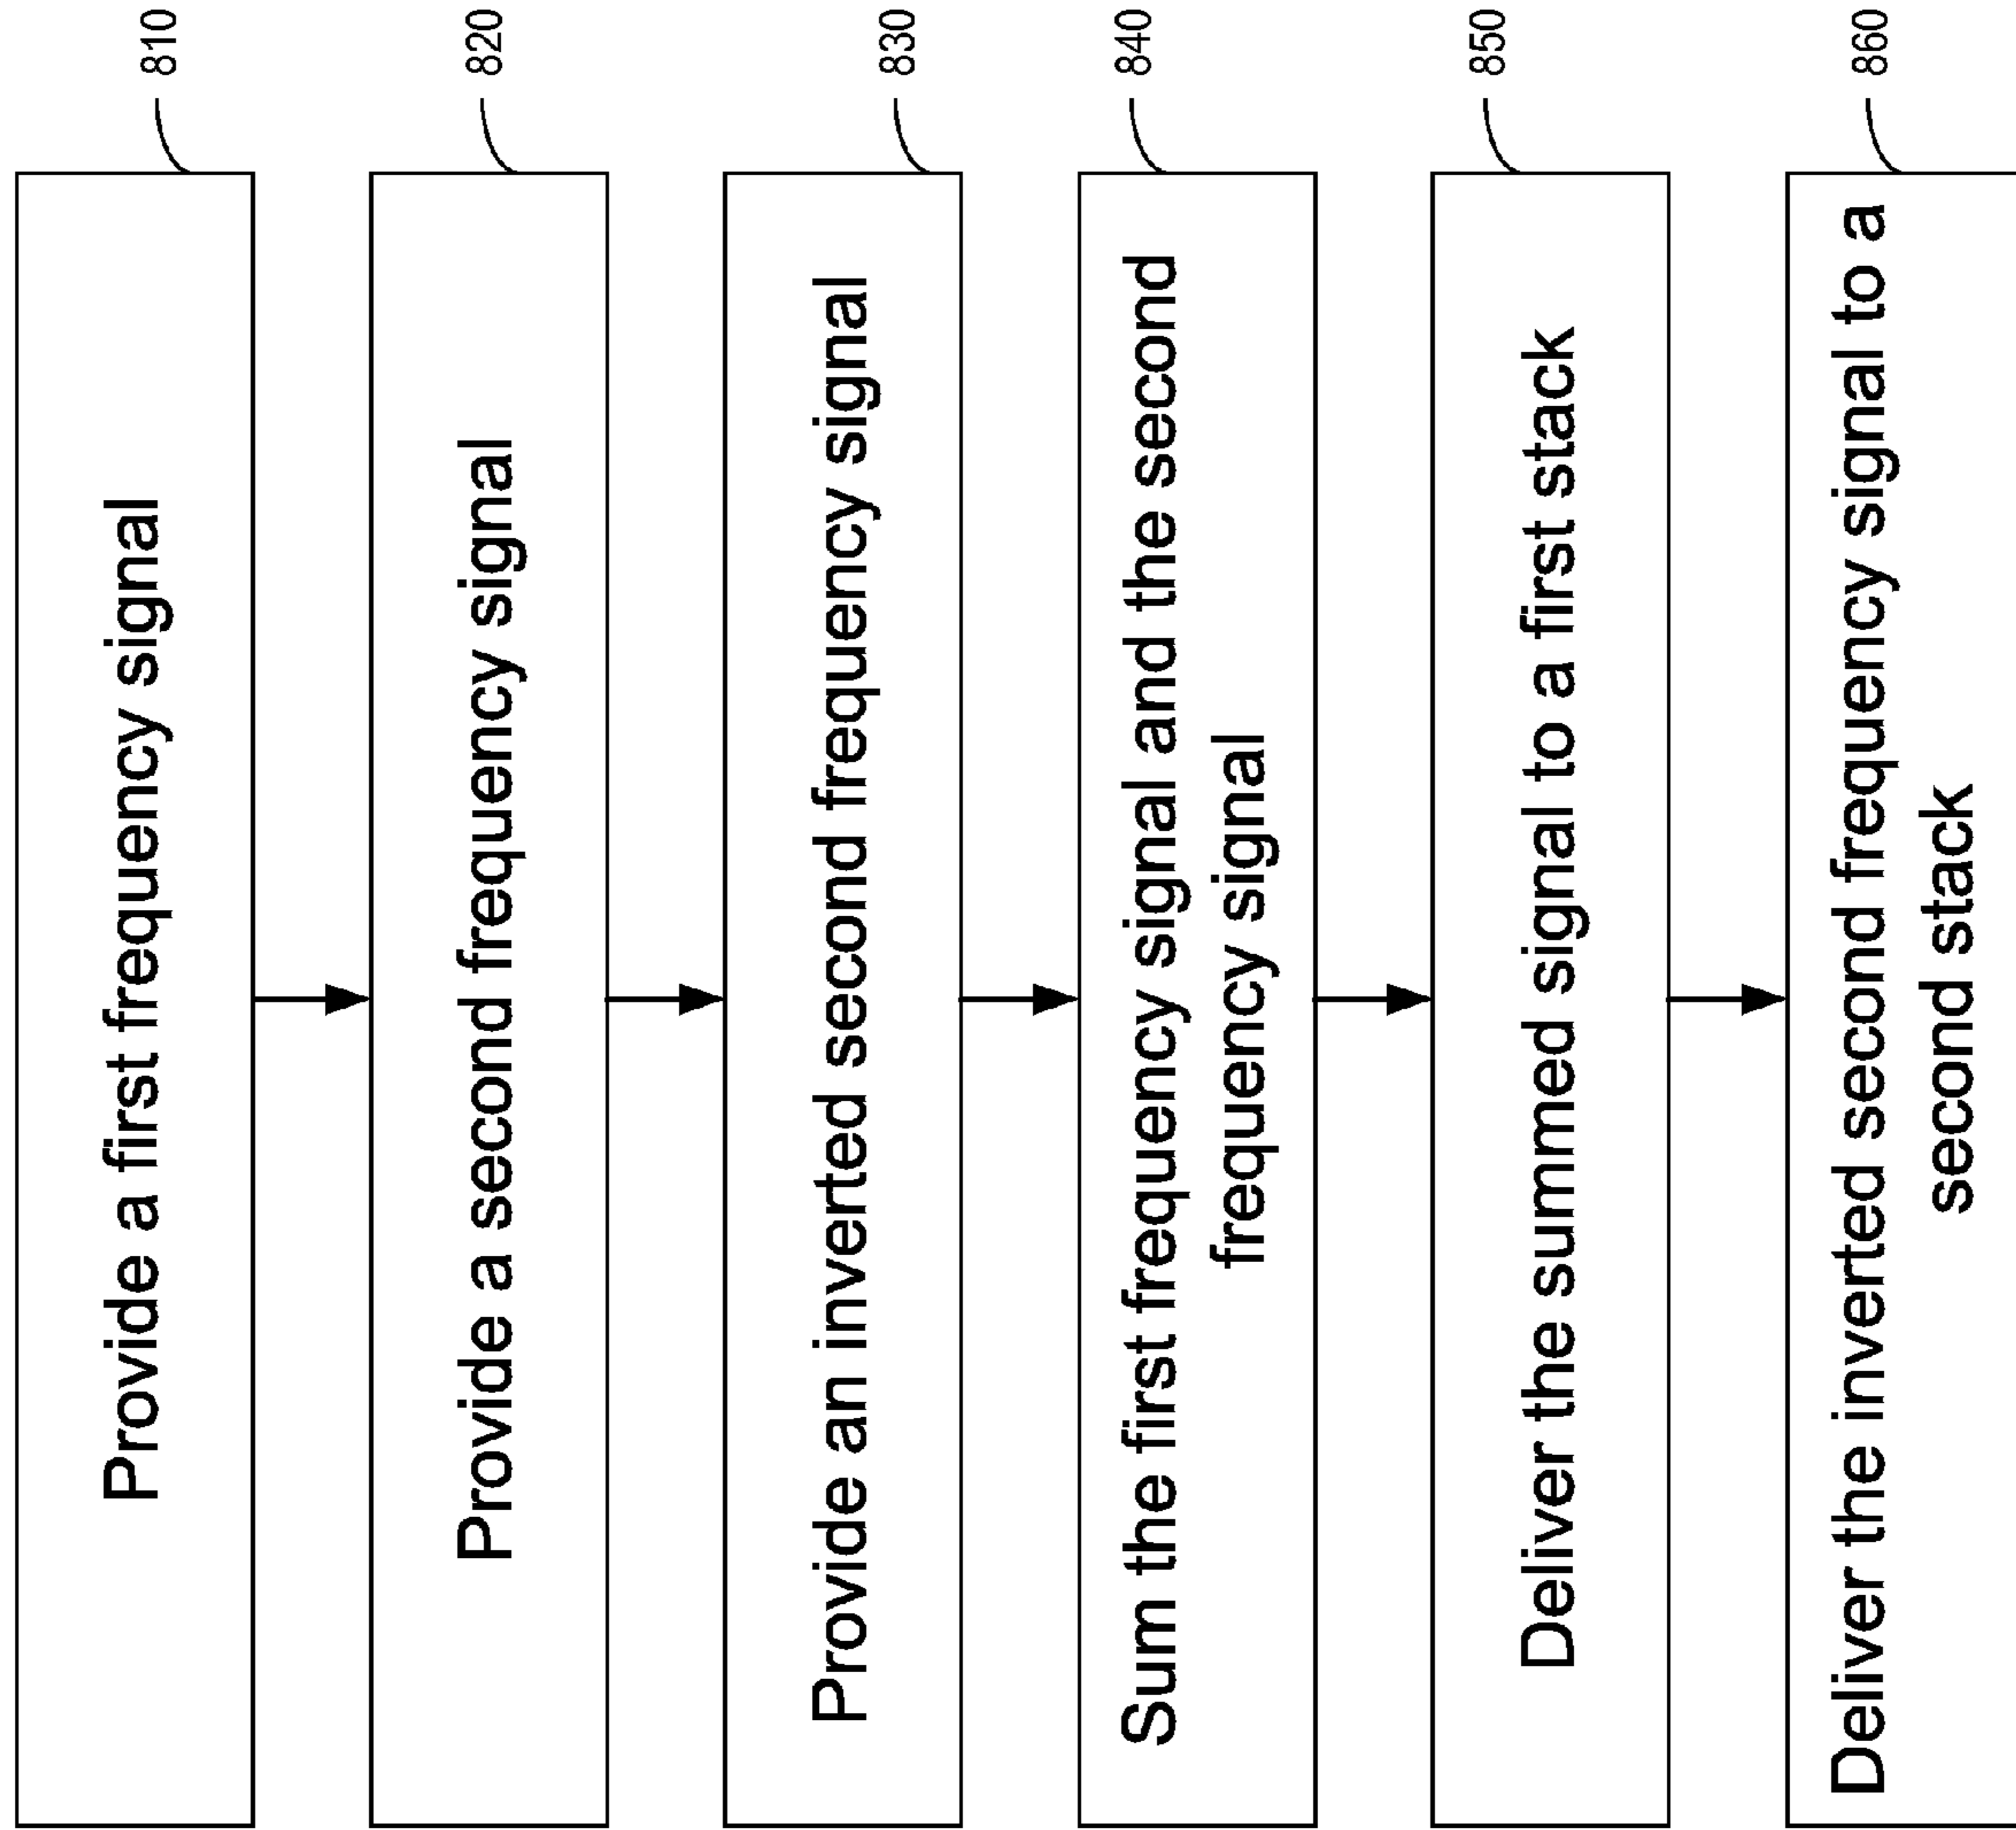 Provide a first frequency signal
810
Provide a second frequency signal
820
Provide an inverted second frequency signal
830
Sum the first frequency signal and the second
frequency signal
840
Deliver the summed signal to a first stack
850
Deliver the inverted second frequency signal to a
second stack
860